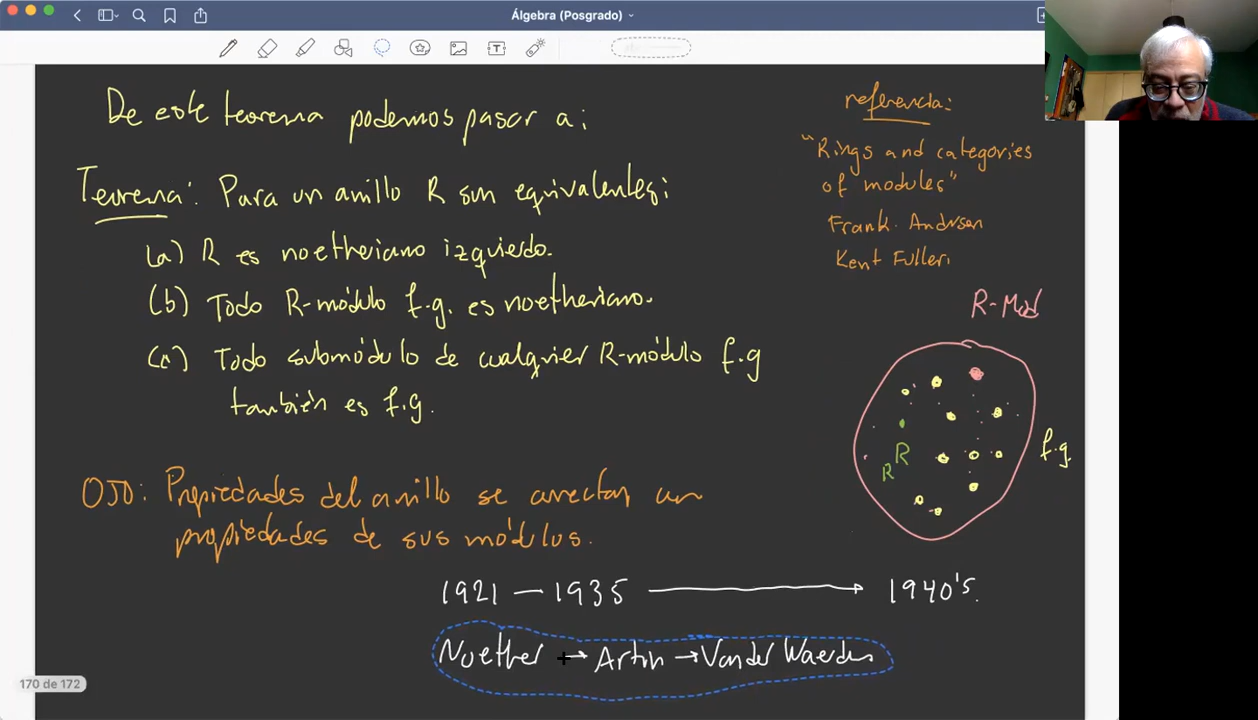 Álgebra (Posgrado)
De este teorema podemos pasar a:
Teorema: Para un anillo R son equivalentes:
(a) R es noetheriano izquierdo.
(b) Todo R-módulo f.g. es noetheriano.
(c) Todo submódulo de cualquier R-módulo f.g
también es f.g.
referencia:
"Rings and categories
of modules"
Frank Anderson
Kent Fuller.
R-Mod
R R
f.g.
OJO: Propiedades del anillo se conectan con
propiedades de sus módulos.
1921 — 1935 → 1940's.
Noether → Artin → Van der Waerden
170 de 172